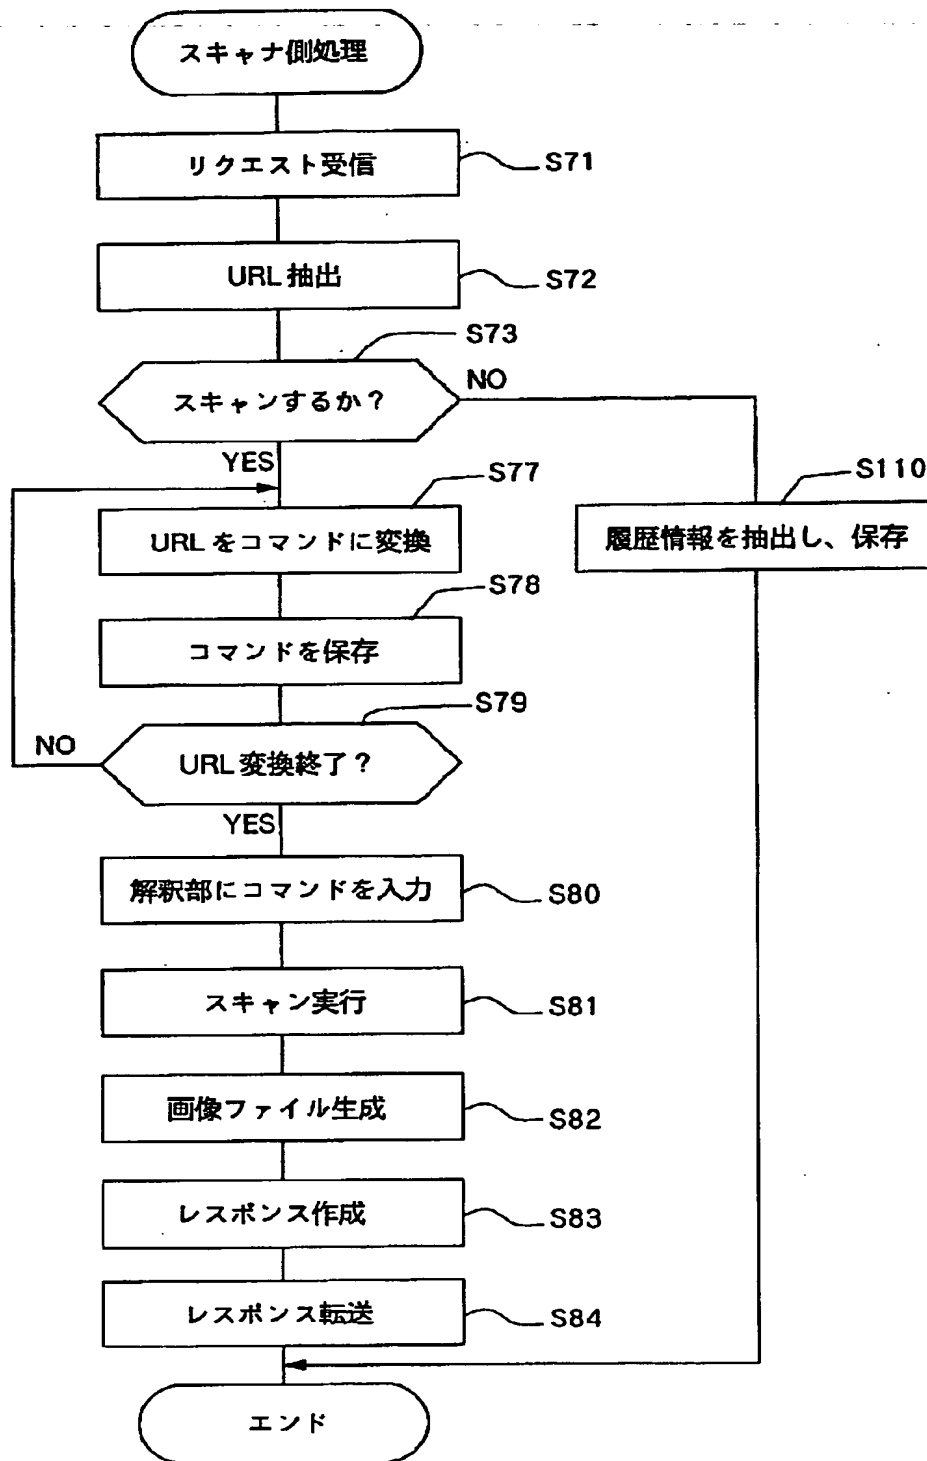 スキャナ側処理
リクエスト受信
S71
URL抽出
S72
S73
スキャンするか？
NO
YES
S77
URLをコマンドに変換
S110
履歴情報を抽出し、保存
S78
コマンドを保存
S79
NO
URL変換終了？
YES
解釈部にコマンドを入力
S80
スキャン実行
S81
画像ファイル生成
S82
レスポンス作成
S83
レスポンス転送
S84
エンド